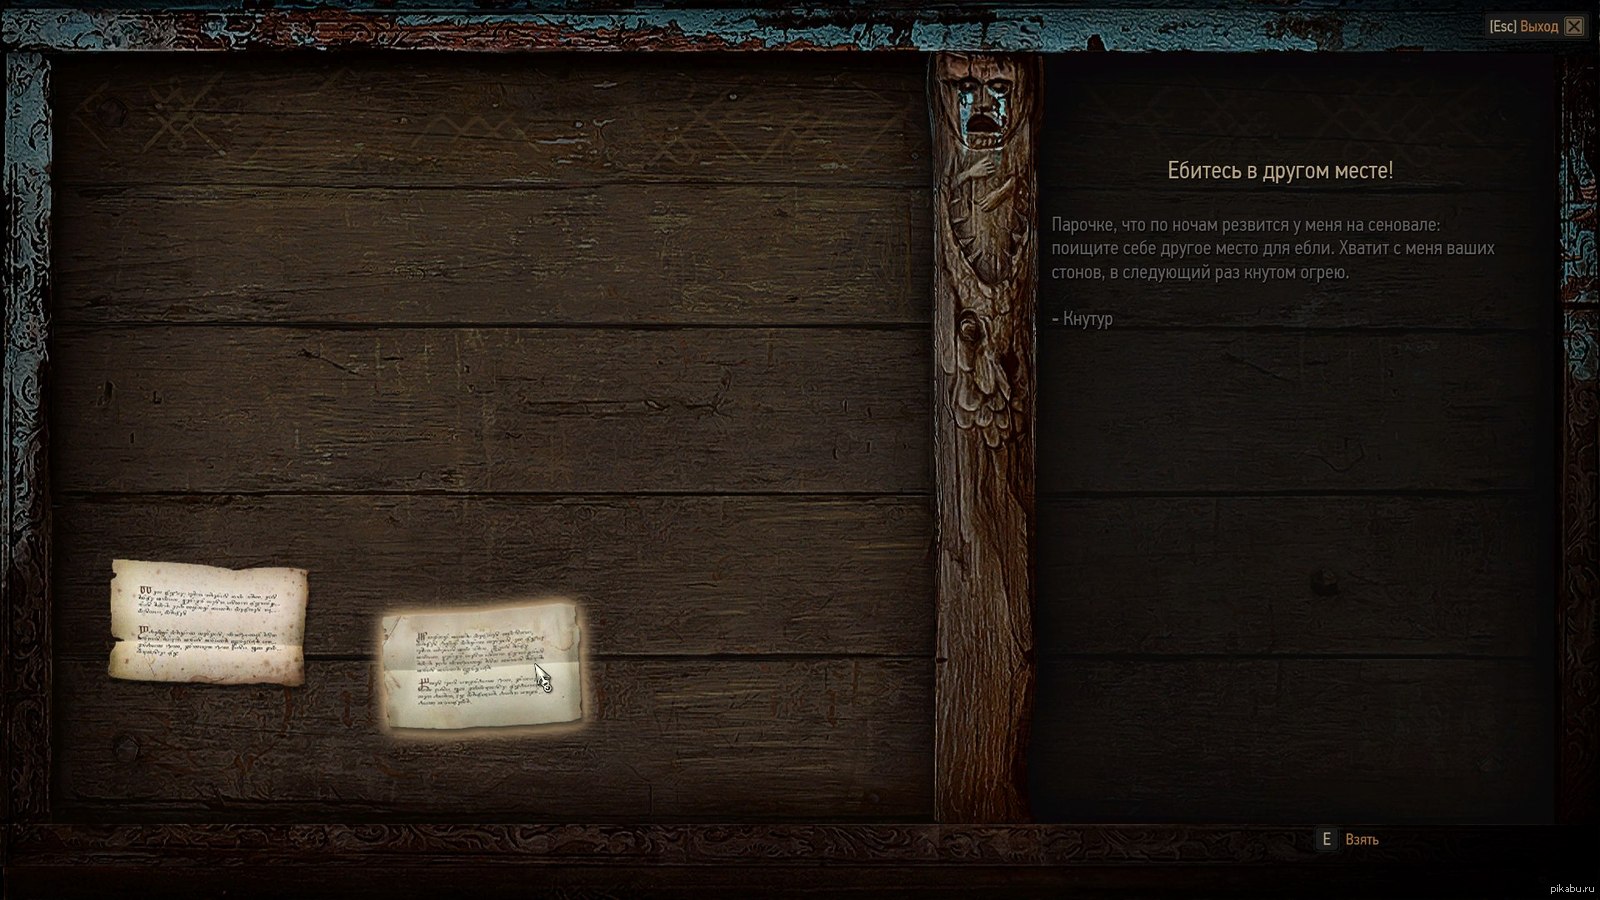 [Esc] Выход
Ебитесь в другом месте!
Парочке, что по ночам резвится у меня на сеновале:
поищите себе другое место для ебли. Хватит с меня ваших
стонов, в следующий раз кнутом огрею.
- Кнутур
E Взять
pikabu.ru